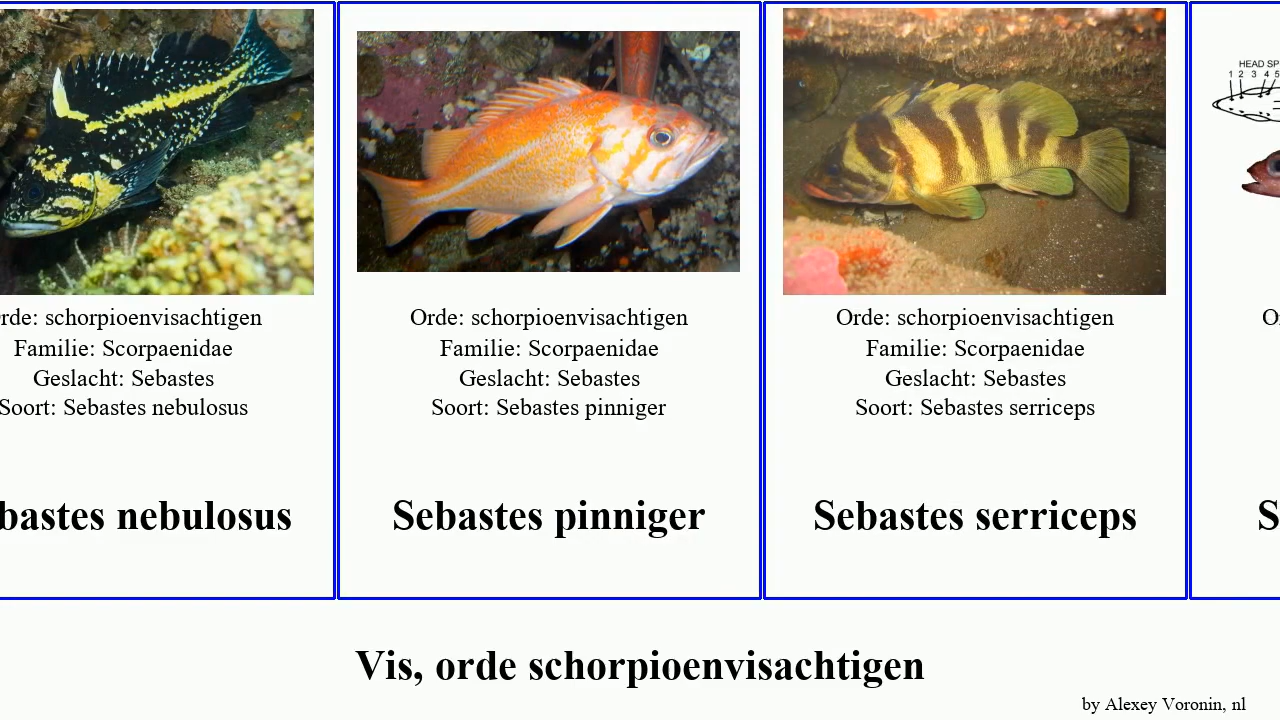 rde: schorpioenvisachtigen
Familie: Scorpaenidae
Geslacht: Sebastes
Soort: Sebastes nebulosus
bastes nebulosus
Orde: schorpioenvisachtigen
Familie: Scorpaenidae
Geslacht: Sebastes
Soort: Sebastes pinniger
Sebastes pinniger
Orde: schorpioenvisachtigen
Familie: Scorpaenidae
Geslacht: Sebastes
Soort: Sebastes serriceps
Sebastes serriceps
HEAD SP
1 2 3 4 5
O
S
Vis, orde schorpioenvisachtigen
by Alexey Voronin, nl